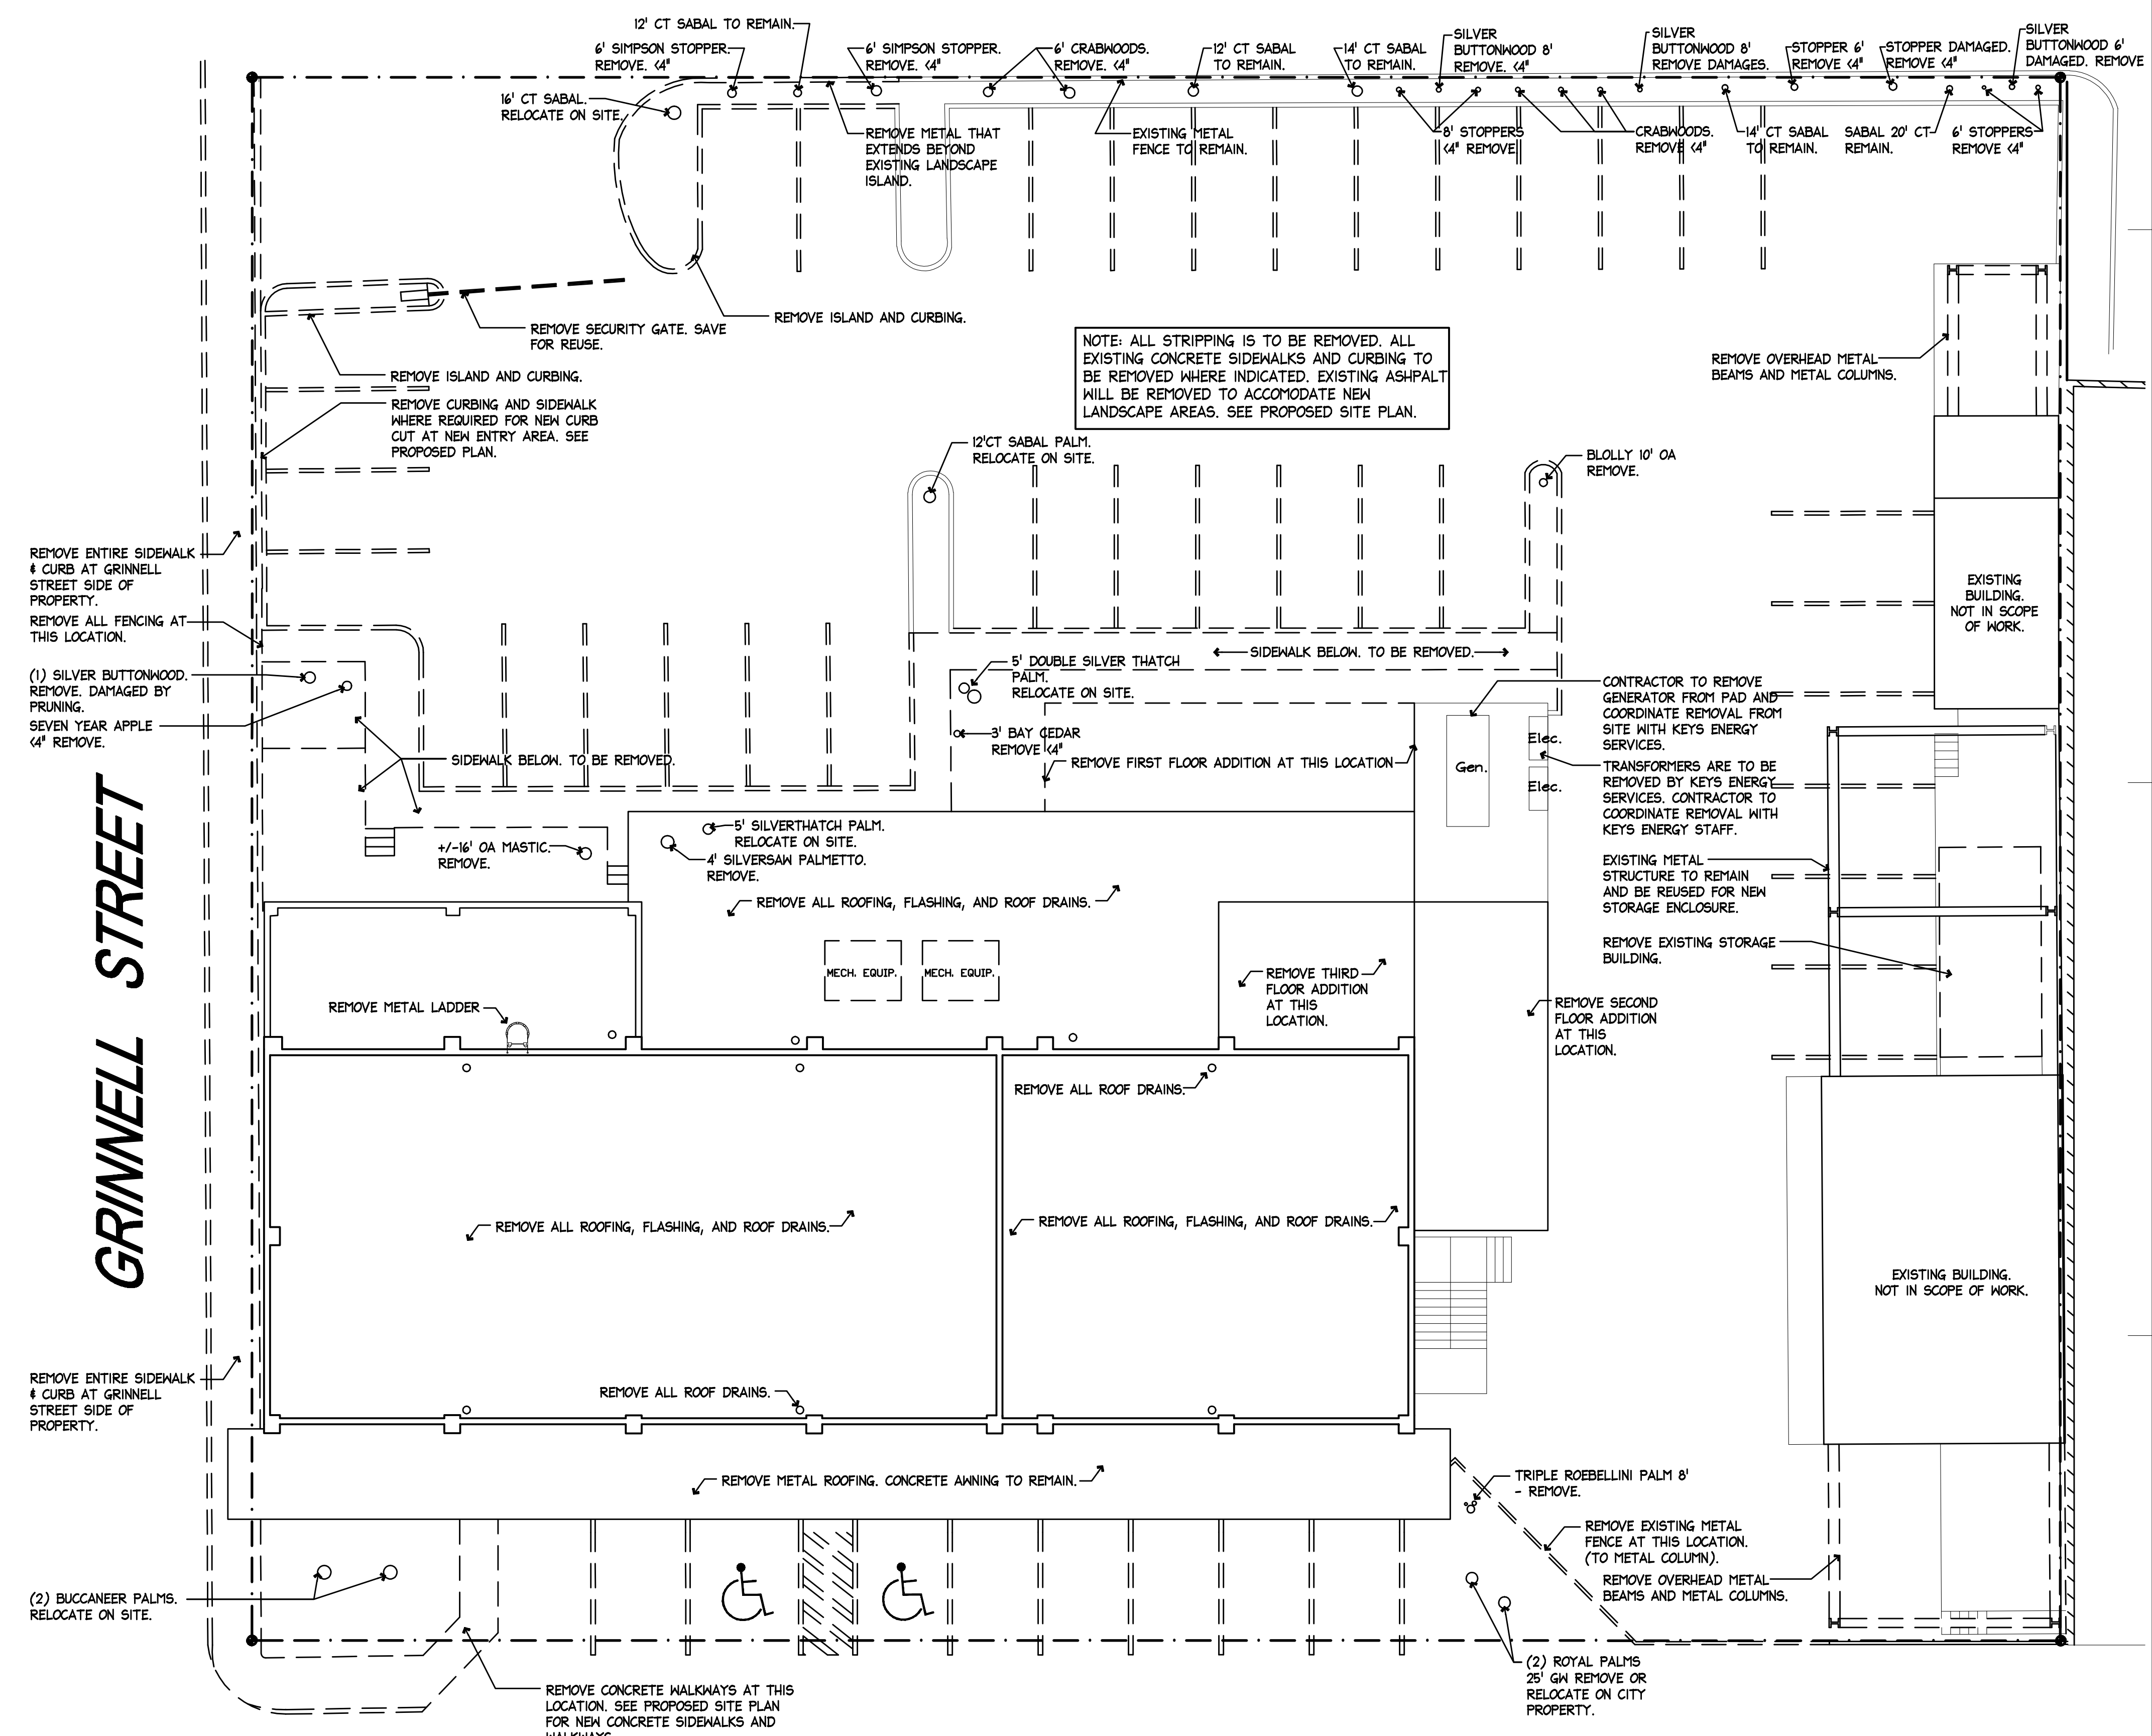 12' CT SABAL TO REMAIN.
6' SIMPSON STOPPER.
REMOVE. <4"
6' SIMPSON STOPPER.
REMOVE. <4"
6' CRABWOODS.
REMOVE. <4"
12' CT SABAL
TO REMAIN.
14' CT SABAL
TO REMAIN.
SILVER
BUTTONWOOD 8'
REMOVE. <4"
SILVER
BUTTONWOOD 8'
REMOVE DAMAGES.
STOPPER 6'
REMOVE <4"
STOPPER DAMAGED.
REMOVE <4"
SILVER
BUTTONWOOD 6'
DAMAGED. REMOVE
16' CT SABAL.
RELOCATE ON SITE.
REMOVE METAL THAT
EXTENDS BEYOND
EXISTING LANDSCAPE
ISLAND.
EXISTING METAL
FENCE TO REMAIN.
8' STOPPERS
<4" REMOVE
CRABWOODS.
REMOVE <4"
14' CT SABAL
TO REMAIN.
SABAL 20' CT
REMAIN.
6' STOPPERS
REMOVE <4"
REMOVE SECURITY GATE. SAVE
FOR REUSE.
REMOVE ISLAND AND CURBING.
NOTE: ALL STRIPPING IS TO BE REMOVED. ALL
EXISTING CONCRETE SIDEWALKS AND CURBING TO
BE REMOVED WHERE INDICATED. EXISTING ASHPALT
WILL BE REMOVED TO ACCOMODATE NEW
LANDSCAPE AREAS. SEE PROPOSED SITE PLAN.
REMOVE OVERHEAD METAL
BEAMS AND METAL COLUMNS.
REMOVE ISLAND AND CURBING.
REMOVE CURBING AND SIDEWALK
WHERE REQUIRED FOR NEW CURB
CUT AT NEW ENTRY AREA. SEE
PROPOSED PLAN.
12'CT SABAL PALM.
RELOCATE ON SITE.
BLOLLY 10' OA
REMOVE.
REMOVE ENTIRE SIDEWALK
& CURB AT GRINNELL
STREET SIDE OF
PROPERTY.
REMOVE ALL FENCING AT
THIS LOCATION.
(1) SILVER BUTTONWOOD.
REMOVE. DAMAGED BY
PRUNING.
SEVEN YEAR APPLE
<4" REMOVE.
EXISTING
BUILDING.
NOT IN SCOPE
OF WORK.
SIDEWALK BELOW. TO BE REMOVED.
5' DOUBLE SILVER THATCH
PALM.
RELOCATE ON SITE.
3' BAY CEDAR
REMOVE <4"
REMOVE FIRST FLOOR ADDITION AT THIS LOCATION
SIDEWALK BELOW. TO BE REMOVED.
Gen.
Elec.
Elec.
CONTRACTOR TO REMOVE
GENERATOR FROM PAD AND
COORDINATE REMOVAL FROM
SITE WITH KEYS ENERGY
SERVICES.
TRANSFORMERS ARE TO BE
REMOVED BY KEYS ENERGY
SERVICES. CONTRACTOR TO
COORDINATE REMOVAL WITH
KEYS ENERGY STAFF.
5' SILVERTHATCH PALM.
RELOCATE ON SITE.
4' SILVERSAW PALMETTO.
REMOVE.
+/-16' OA MASTIC.
REMOVE.
EXISTING METAL
STRUCTURE TO REMAIN
AND BE REUSED FOR NEW
STORAGE ENCLOSURE.
REMOVE ALL ROOFING, FLASHING, AND ROOF DRAINS.
REMOVE EXISTING STORAGE
BUILDING.
MECH. EQUIP.
MECH. EQUIP.
REMOVE THIRD
FLOOR ADDITION
AT THIS
LOCATION.
REMOVE SECOND
FLOOR ADDITION
AT THIS
LOCATION.
REMOVE METAL LADDER
GRINNELL STREET
REMOVE ALL ROOF DRAINS.
REMOVE ALL ROOFING, FLASHING, AND ROOF DRAINS.
REMOVE ALL ROOFING, FLASHING, AND ROOF DRAINS.
EXISTING BUILDING.
NOT IN SCOPE OF WORK.
REMOVE ENTIRE SIDEWALK
& CURB AT GRINNELL
STREET SIDE OF
PROPERTY.
REMOVE ALL ROOF DRAINS.
REMOVE METAL ROOFING. CONCRETE AWNING TO REMAIN.
TRIPLE ROEBELLINI PALM 8'
- REMOVE.
REMOVE EXISTING METAL
FENCE AT THIS LOCATION.
(TO METAL COLUMN).
REMOVE OVERHEAD METAL
BEAMS AND METAL COLUMNS.
(2) BUCCANEER PALMS.
RELOCATE ON SITE.
(2) ROYAL PALMS
25' GW REMOVE OR
RELOCATE ON CITY
PROPERTY.
REMOVE CONCRETE WALKWAYS AT THIS
LOCATION. SEE PROPOSED SITE PLAN
FOR NEW CONCRETE SIDEWALKS AND